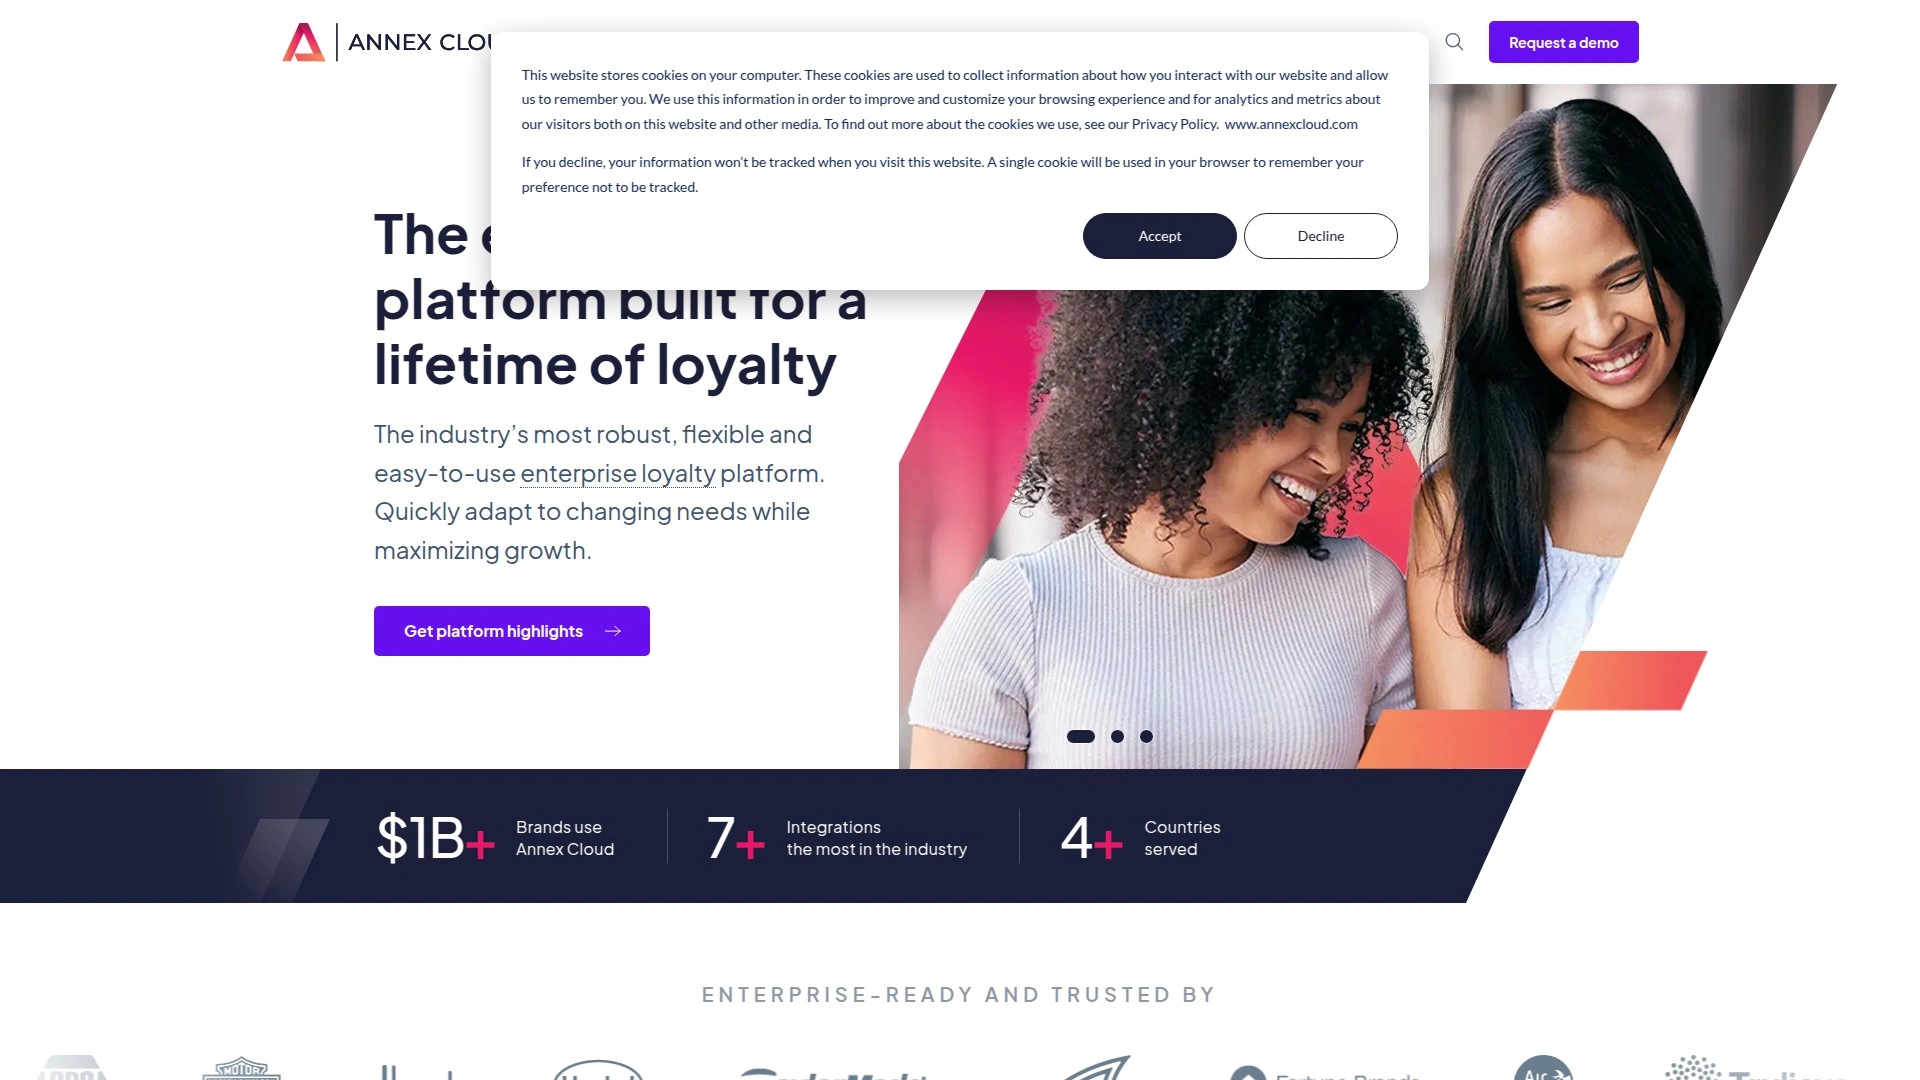 ANNEX CLOU
Request a demo
This website stores cookies on your computer. These cookies are used to collect information about how you interact with our website and allow
us to remember you. We use this information in order to improve and customize your browsing experience and for analytics and metrics about
our visitors both on this website and other media. To find out more about the cookies we use, see our Privacy Policy. www.annexcloud.com
If you decline, your information won't be tracked when you visit this website. A single cookie will be used in your browser to remember your
preference not to be tracked.
Accept
Decline
The
platform built for a
lifetime of loyalty
The industry's most robust, flexible and
easy-to-use enterprise loyalty platform.
Quickly adapt to changing needs while
maximizing growth.
Get platform highlights
$1B+
Brands use
Annex Cloud
7+
Integrations
the most in the industry
4+
Countries
served
ENTERPRISE-READY AND TRUSTED BY
MOTOR
Fortune Brands
Air